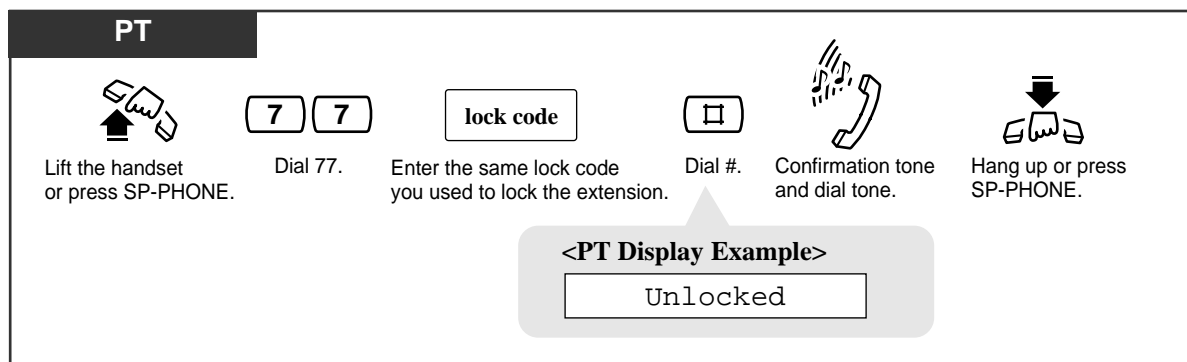 PT
7 7
lock code
Lift the handset
or press SP-PHONE.
Dial 77.
Enter the same lock code
you used to lock the extension.
Dial #.
Confirmation tone
and dial tone.
Hang up or press
SP-PHONE.
<PT Display Example>
Unlocked